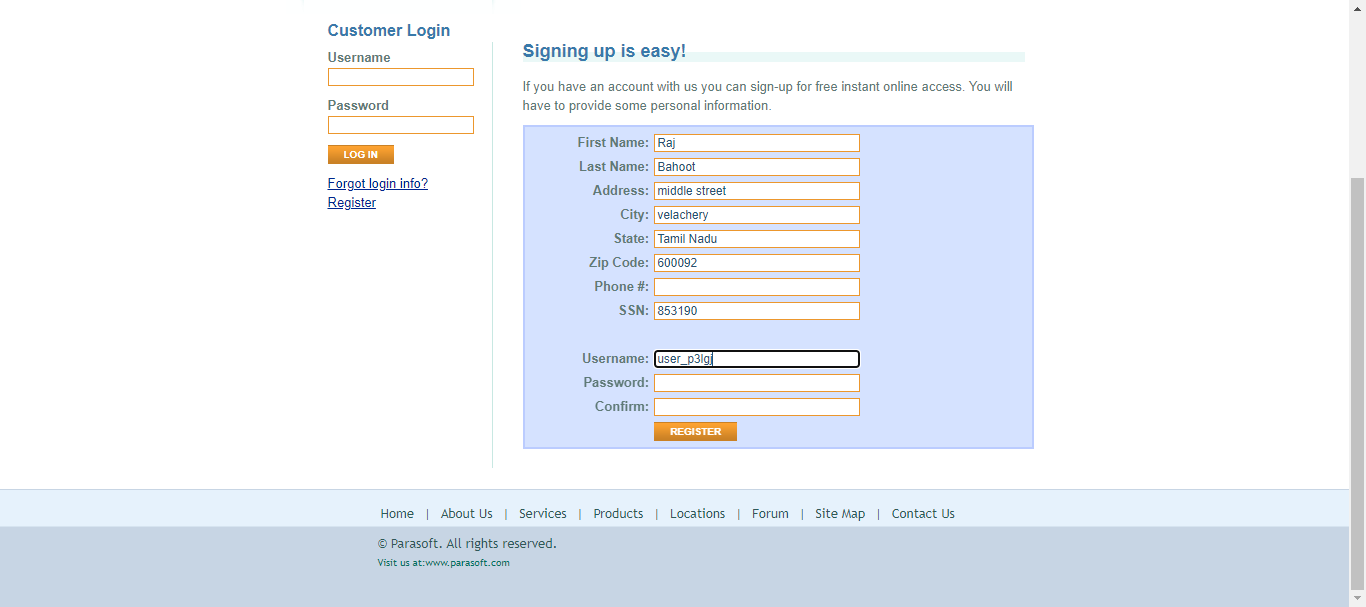 Customer Login
Username
Password
LOG IN
Forgot login info?
Register
Signing up is easy!
If you have an account with us you can sign-up for free instant online access. You will
have to provide some personal information.
First Name: Raj
Last Name: Bahoot
Address: middle street
City: velachery
State: Tamil Nadu
Zip Code: 600092
Phone #:
SSN: 853190
Username: user_p3lgj
Password:
Confirm:
REGISTER
Home | About Us | Services | Products | Locations | Forum | Site Map | Contact Us
© Parasoft. All rights reserved.
Visit us at:www.parasoft.com